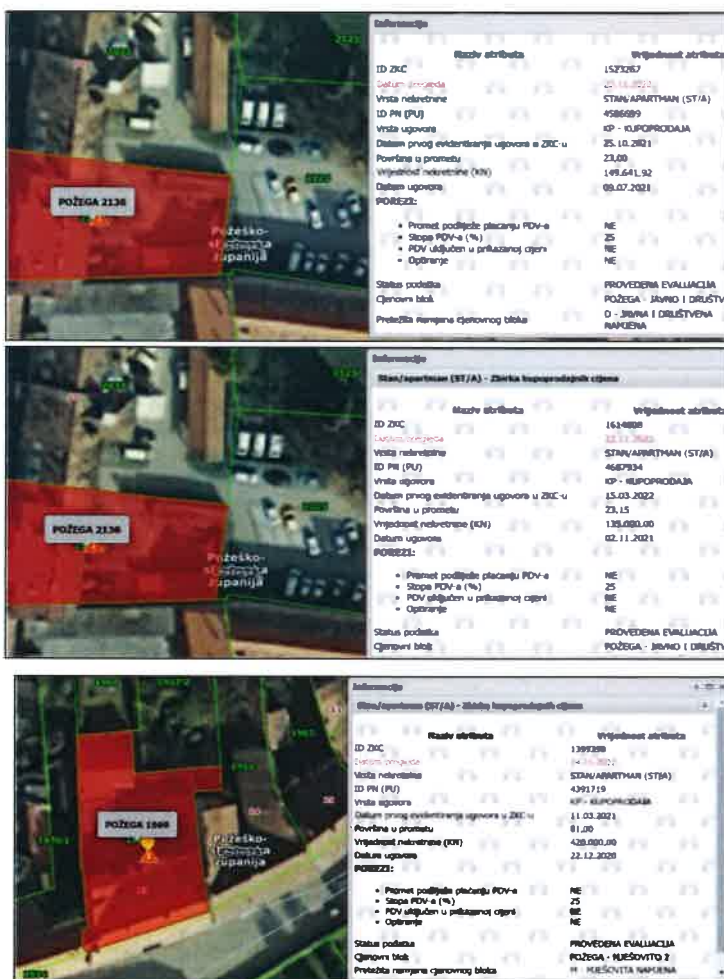 Informacije
Naziv atributa Vrijednost atributa
ID ZKC 1523267
Datum pregleda
Vrsta nekretnine STAN/APARTMAN (ST/A)
ID PN (PU) 4586699
Vrsta ugovora KP - KUPOPRODAJA
Datum prvog evidentiranja ugovora u ZKC-u 25.10.2021
Površina u prometu 23,00
Vrijednost nekretnine (KN) 149.641,92
Datum ugovora 09.07.2021
POREZI:
• Promet podliježe plaćanju PDV-a NE
• Stopa PDV-a (%) 25
• PDV uključen u prikazanoj cijeni NE
• Optiranje NE
Status podatka PROVEDENA EVALUACIJA
Cjenovni blok POŽEGA - JAVNO I DRUŠTV
Pretežita namjena cjenovnog bloka D - JAVNA I DRUŠTVENA
NAMJENA
POŽEGA 2136
Požeško-
slavonska
županija
Informacije
Stan/apartman (ST/A) - Zbirka kupoprodajnih cijena
Naziv atributa Vrijednost atributa
ID ZKC 1614808
Datum pregleda
Vrsta nekretnine STAN/APARTMAN (ST/A)
ID PN (PU) 4687934
Vrsta ugovora KP - KUPOPRODAJA
Datum prvog evidentiranja ugovora u ZKC-u 15.03.2022
Površina u prometu 23,15
Vrijednost nekretnine (KN) 135.000,00
Datum ugovora 02.11.2021
POREZI:
• Promet podliježe plaćanju PDV-a NE
• Stopa PDV-a (%) 25
• PDV uključen u prikazanoj cijeni NE
• Optiranje NE
Status podatka PROVEDENA EVALUACIJA
Cjenovni blok POŽEGA - JAVNO I DRUŠTV
POŽEGA 2136
Požeško-
slavonska
županija
Informacije
Stan/apartman (ST/A) - Zbirka kupoprodajnih cijena
Naziv atributa Vrijednost atributa
ID ZKC 1399398
Datum pregleda
Vrsta nekretnine STAN/APARTMAN (ST/A)
ID PN (PU) 4391719
Vrsta ugovora KP - KUPOPRODAJA
Datum prvog evidentiranja ugovora u ZKC-u 11.03.2021
Površina u prometu 81,00
Vrijednost nekretnine (KN) 420.000,00
Datum ugovora 22.12.2020
POREZI:
• Promet podliježe plaćanju PDV-a NE
• Stopa PDV-a (%) 25
• PDV uključen u prikazanoj cijeni NE
• Optiranje NE
Status podatka PROVEDENA EVALUACIJA
Cjenovni blok POŽEGA - MJEŠOVITO 2
Pretežita namjena cjenovnog bloka M - MJEŠOVITA NAMJENA
Požeško-
slavonska
županija